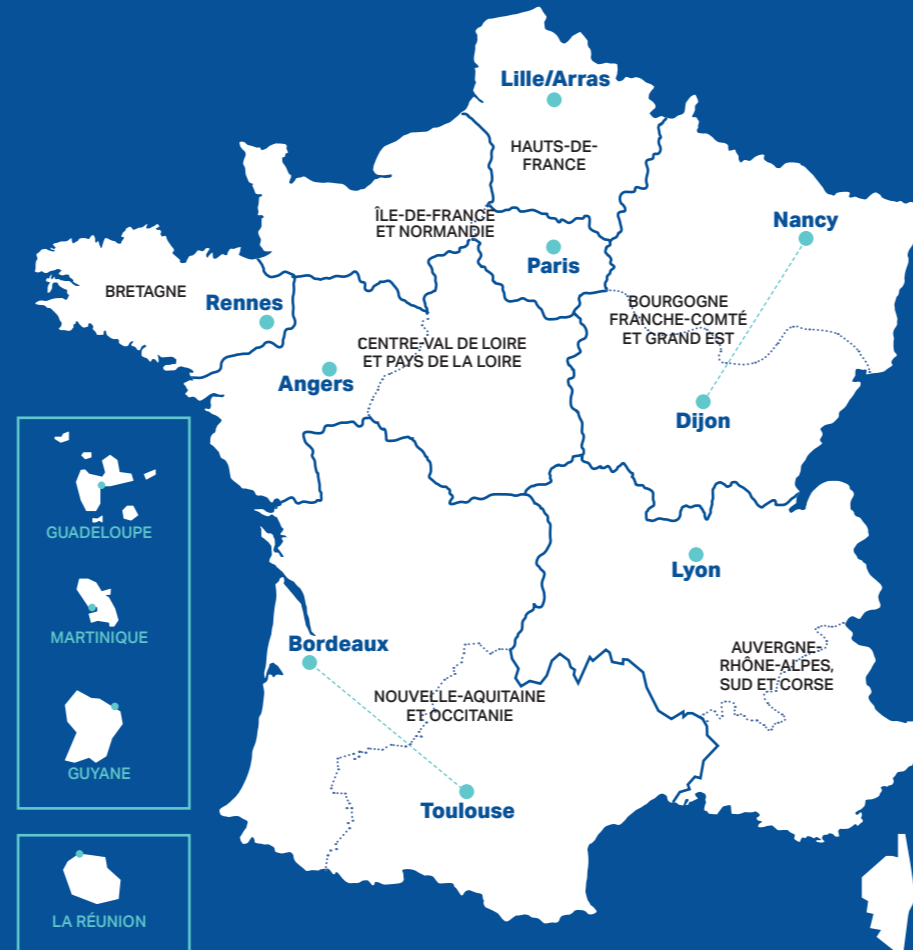 Lille/Arras
HAUTS-DE-
FRANCE
ÎLE-DE-FRANCE
ET NORMANDIE
Paris
Nancy
BRETAGNE
Rennes
BOURGOGNE
FRANCHE-COMTÉ
ET GRAND EST
CENTRE-VAL DE LOIRE
ET PAYS DE LA LOIRE
Angers
Dijon
GUADELOUPE
Lyon
MARTINIQUE
Bordeaux
AUVERGNE-
RHÔNE-ALPES,
SUD ET CORSE
NOUVELLE-AQUITAINE
ET OCCITANIE
GUYANE
Toulouse
LA RÉUNION